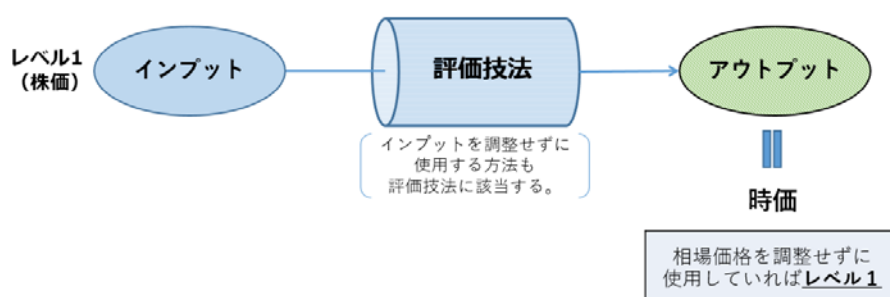 レベル1
（株価）
インプット
評価技法
アウトプット
インプットを調整せずに
使用する方法も
評価技法に該当する。
時価
相場価格を調整せずに
使用していればレベル１